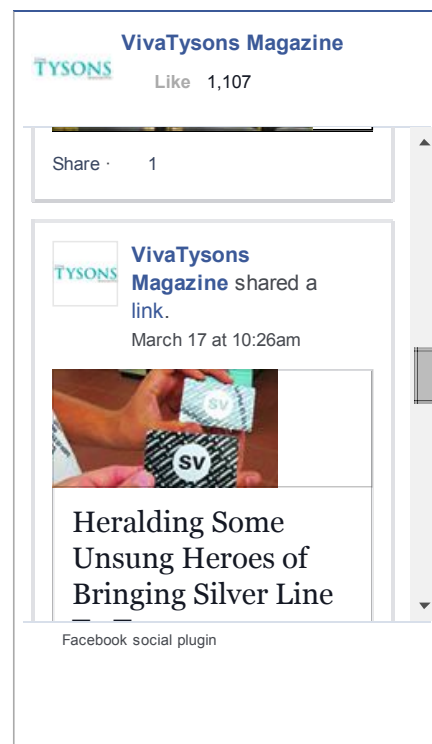 VivaTysons Magazine
TYSONS
Like 1,107
Share · 1
TYSONS
VivaTysons
Magazine shared a
link.
March 17 at 10:26am
SV
SV
Heralding Some
Unsung Heroes of
Bringing Silver Line
Facebook social plugin